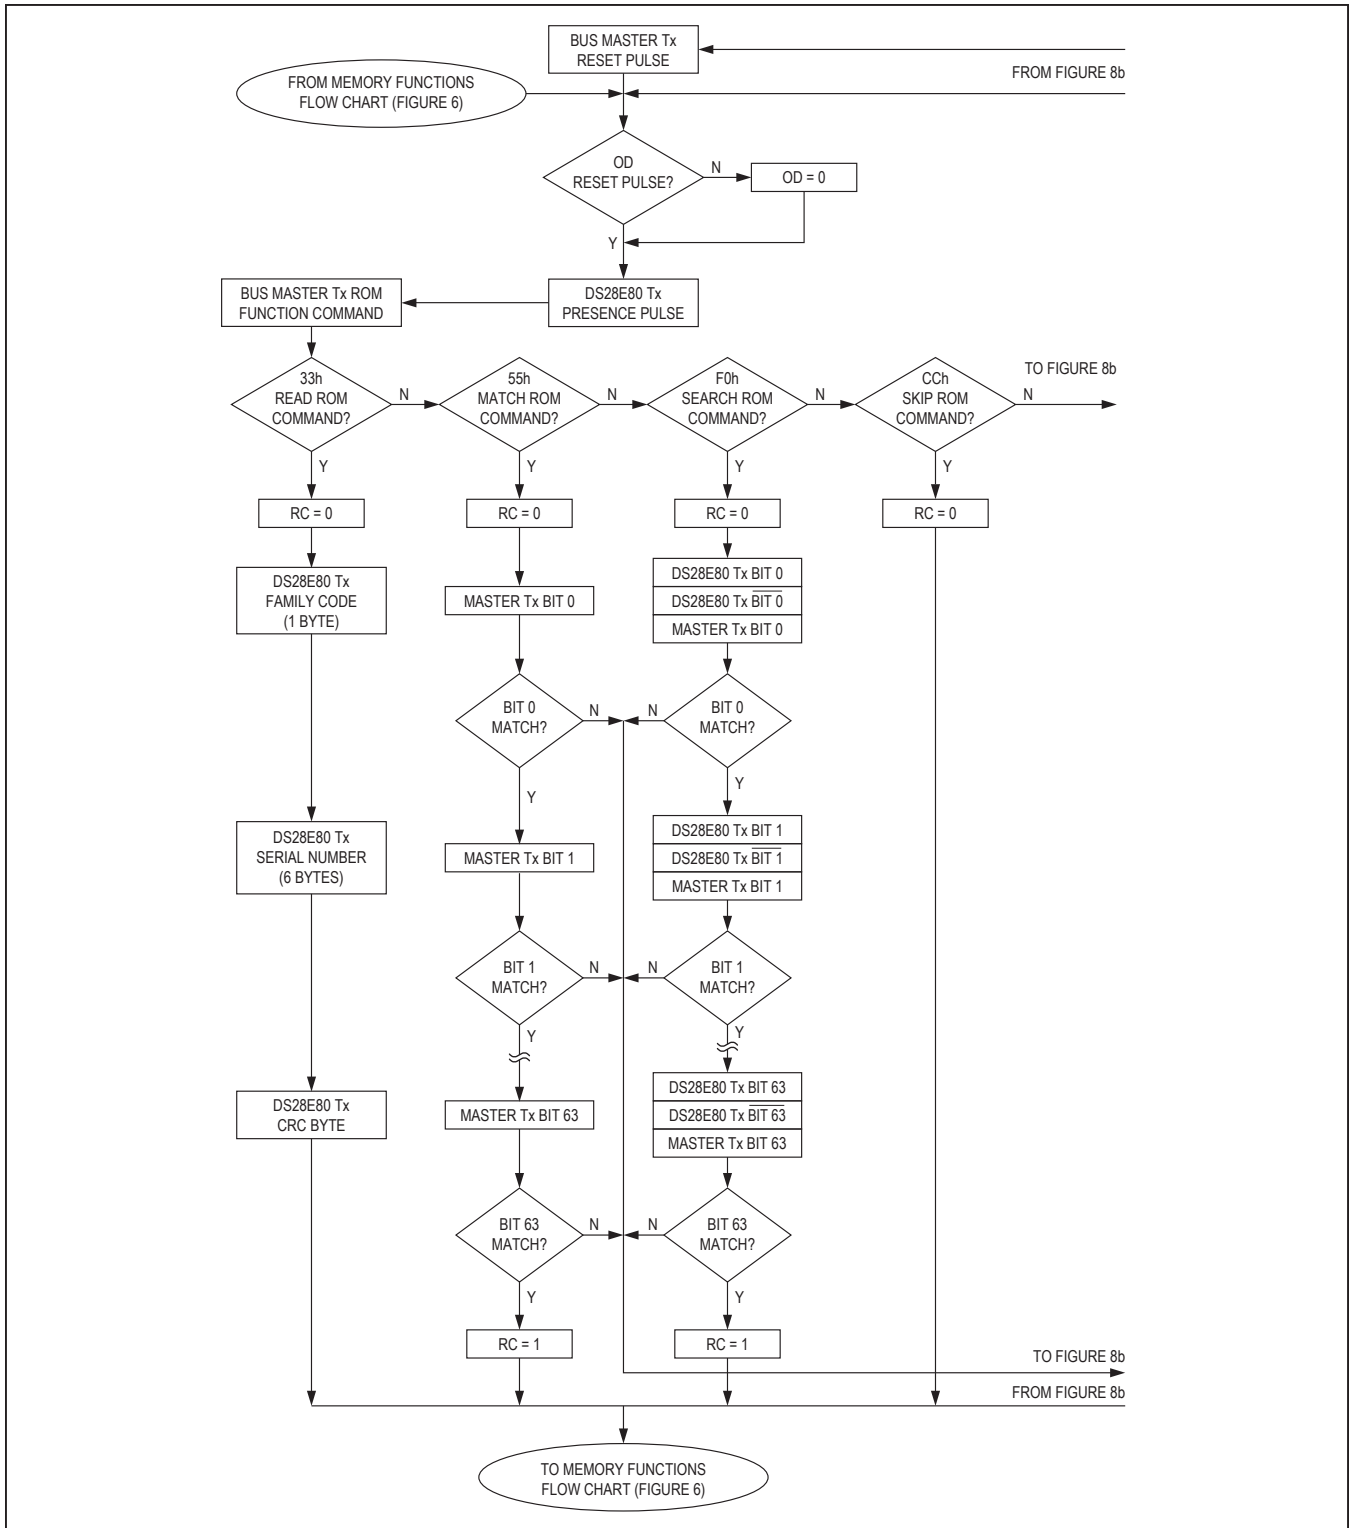 BUS MASTER Tx
RESET PULSE
FROM FIGURE 8b
FROM MEMORY FUNCTIONS
FLOW CHART (FIGURE 6)
OD
RESET PULSE?
N
OD = 0
Y
BUS MASTER Tx ROM
FUNCTION COMMAND
DS28E80 Tx
PRESENCE PULSE
33h
READ ROM
COMMAND?
N
55h
MATCH ROM
COMMAND?
N
F0h
SEARCH ROM
COMMAND?
N
CCh
SKIP ROM
COMMAND?
N
TO FIGURE 8b
Y
Y
Y
Y
RC = 0
RC = 0
RC = 0
RC = 0
DS28E80 Tx
FAMILY CODE
(1 BYTE)
MASTER Tx BIT 0
DS28E80 Tx BIT 0
DS28E80 Tx B̅I̅T̅ ̅0̅
MASTER Tx BIT 0
BIT 0
MATCH?
N
N
BIT 0
MATCH?
Y
Y
DS28E80 Tx
SERIAL NUMBER
(6 BYTES)
MASTER Tx BIT 1
DS28E80 Tx BIT 1
DS28E80 Tx B̅I̅T̅ ̅1̅
MASTER Tx BIT 1
BIT 1
MATCH?
N
N
BIT 1
MATCH?
Y
Y
DS28E80 Tx
CRC BYTE
MASTER Tx BIT 63
DS28E80 Tx BIT 63
DS28E80 Tx B̅I̅T̅ ̅6̅3̅
MASTER Tx BIT 63
BIT 63
MATCH?
N
N
BIT 63
MATCH?
Y
Y
RC = 1
RC = 1
TO FIGURE 8b
FROM FIGURE 8b
TO MEMORY FUNCTIONS
FLOW CHART (FIGURE 6)